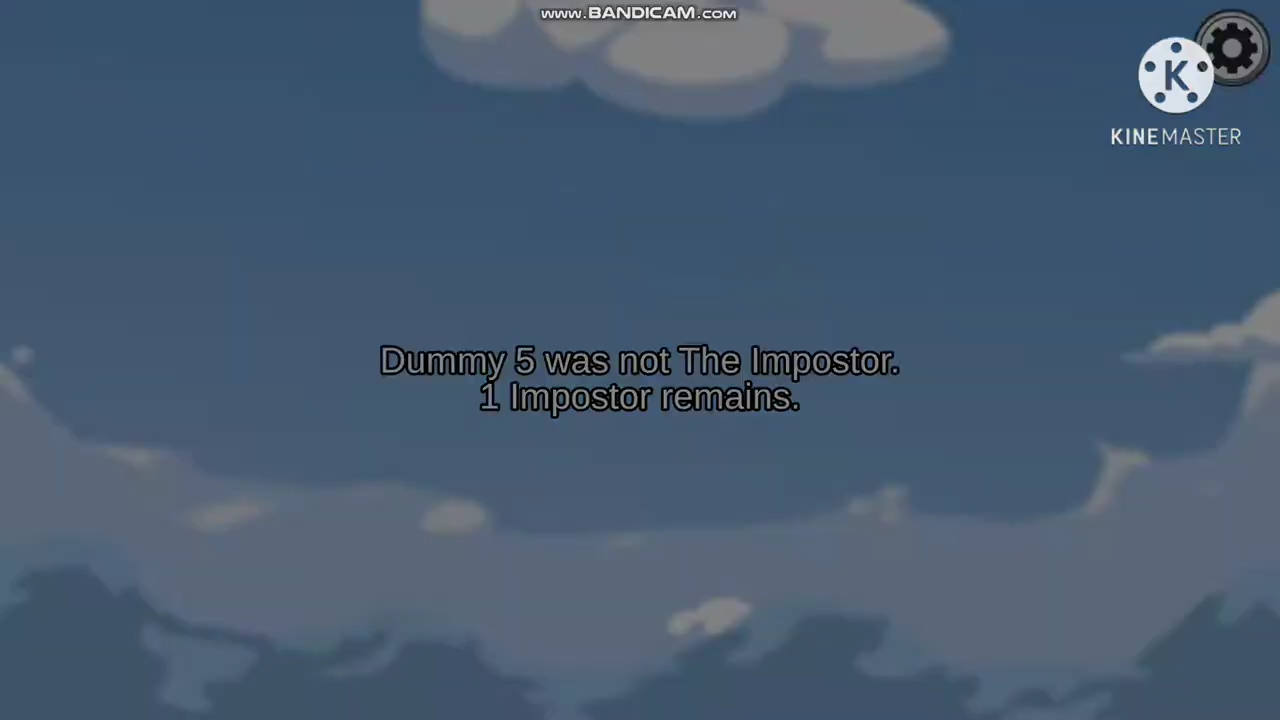 www.BANDICAM.com
K
KINEMASTER
Dummy 5 was not The Impostor.
1 Impostor remains.